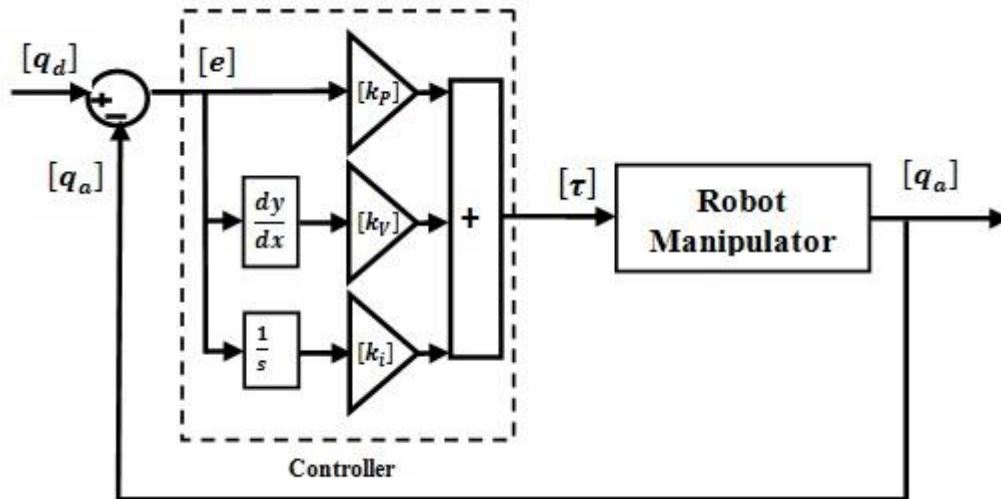 [q_d]
+
−
[q_a]
[e]
[k_P]
dy
dx
[k_V]
1
s
[k_i]
+
Controller
[τ]
Robot
Manipulator
[q_a]